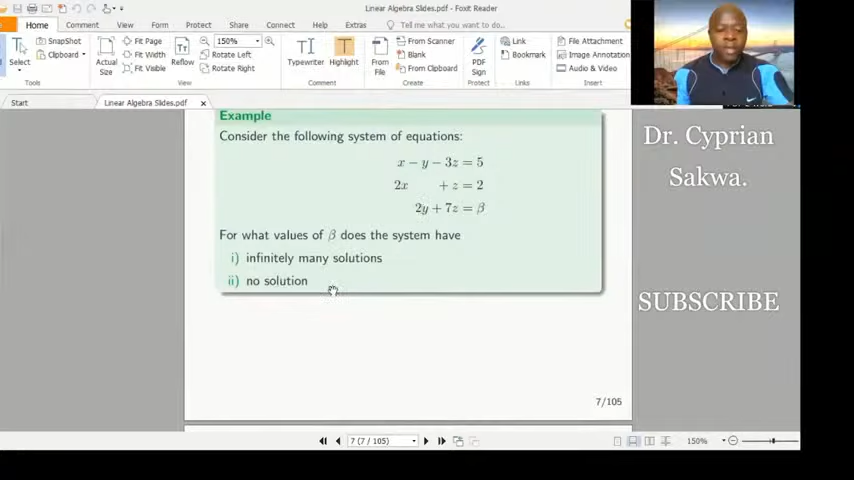 Linear Algebra Slides.pdf - Foxit Reader
Home Comment View Form Protect Share Connect Help Extras Tell me what you want to do...
SnapShot Fit Page 150% From Scanner Link File Attachment
Clipboard Fit Width Rotate Left Blank Bookmark Image Annotation
Select Actual Size Fit Visible Reflow Rotate Right Typewriter Highlight From File From Clipboard PDF Sign Audio & Video
Tools View Comment Create Protect Links Insert
Start Linear Algebra Slides.pdf
Example
Consider the following system of equations:
x − y − 3z = 5
2x + z = 2
2y + 7z = β
For what values of β does the system have
i) infinitely many solutions
ii) no solution
7/105
7 (7 / 105) 150%
Dr. Cyprian
Sakwa.
SUBSCRIBE